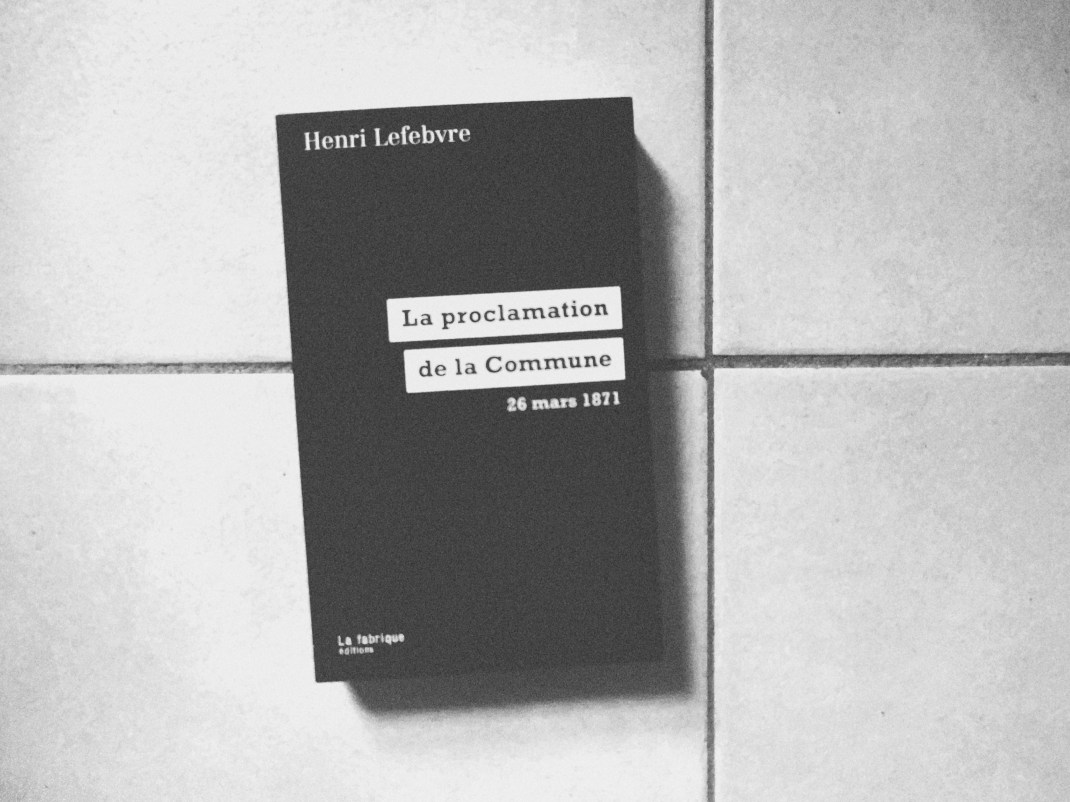 Henri Lefebvre
La proclamation
de la Commune
26 mars 1871
La fabrique
éditions